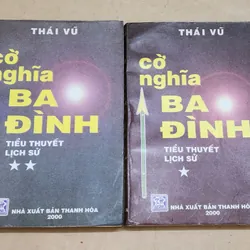 THÁI VŨ
cờ
nghĩa
BA
ĐÌNH
TIỂU THUYẾT
LỊCH SỬ
★★
NHÀ XUẤT BẢN THANH HÓA
2000
THÁI VŨ
cờ
nghĩa
BA
ĐÌNH
TIỂU THUYẾT
LỊCH SỬ
★
NHÀ XUẤT BẢN THANH HÓA
2000